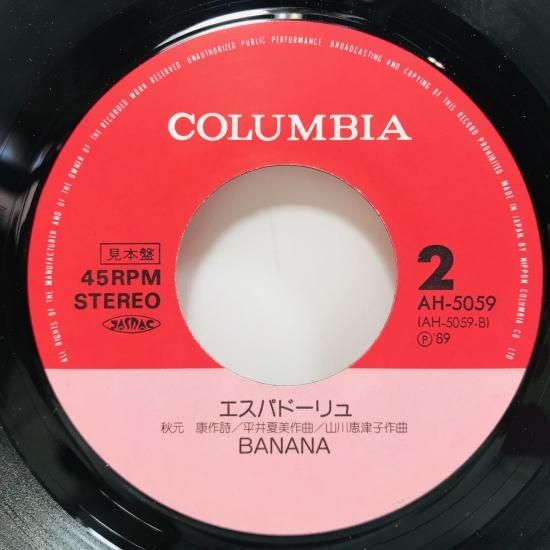 ALL RIGHTS OF THE MANUFACTURER AND OF THE OWNER OF THE RECORDED WORK RESERVED. UNAUTHORIZED PUBLIC PERFORMANCE BROADCASTING AND COPYING OF THIS RECORD PROHIBITED. MADE IN JAPAN BY NIPPON COLUMBIA CO. LTD
COLUMBIA
見本盤
45RPM
STEREO
JASRAC
2
AH-5059
(AH-5059-B)
Ⓟ'89
エスパドーリュ
秋元 康作詩/平井夏美作曲/山川恵津子作曲
BANANA